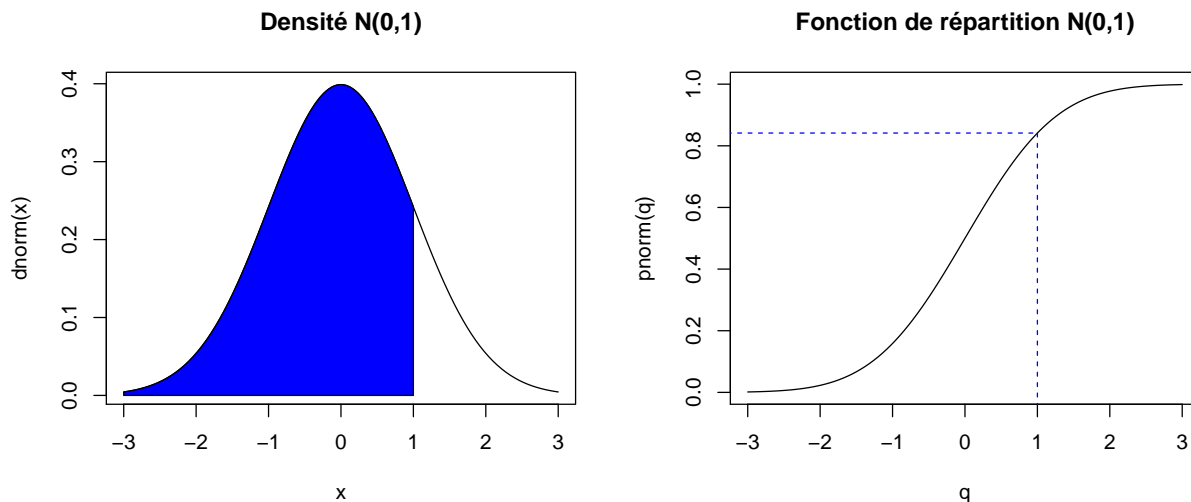 Densité N(0,1)
dnorm(x)
0.4
0.3
0.2
0.1
0.0
−3 −2 −1 0 1 2 3
x
Fonction de répartition N(0,1)
pnorm(q)
1.0
0.8
0.6
0.4
0.2
0.0
−3 −2 −1 0 1 2 3
q